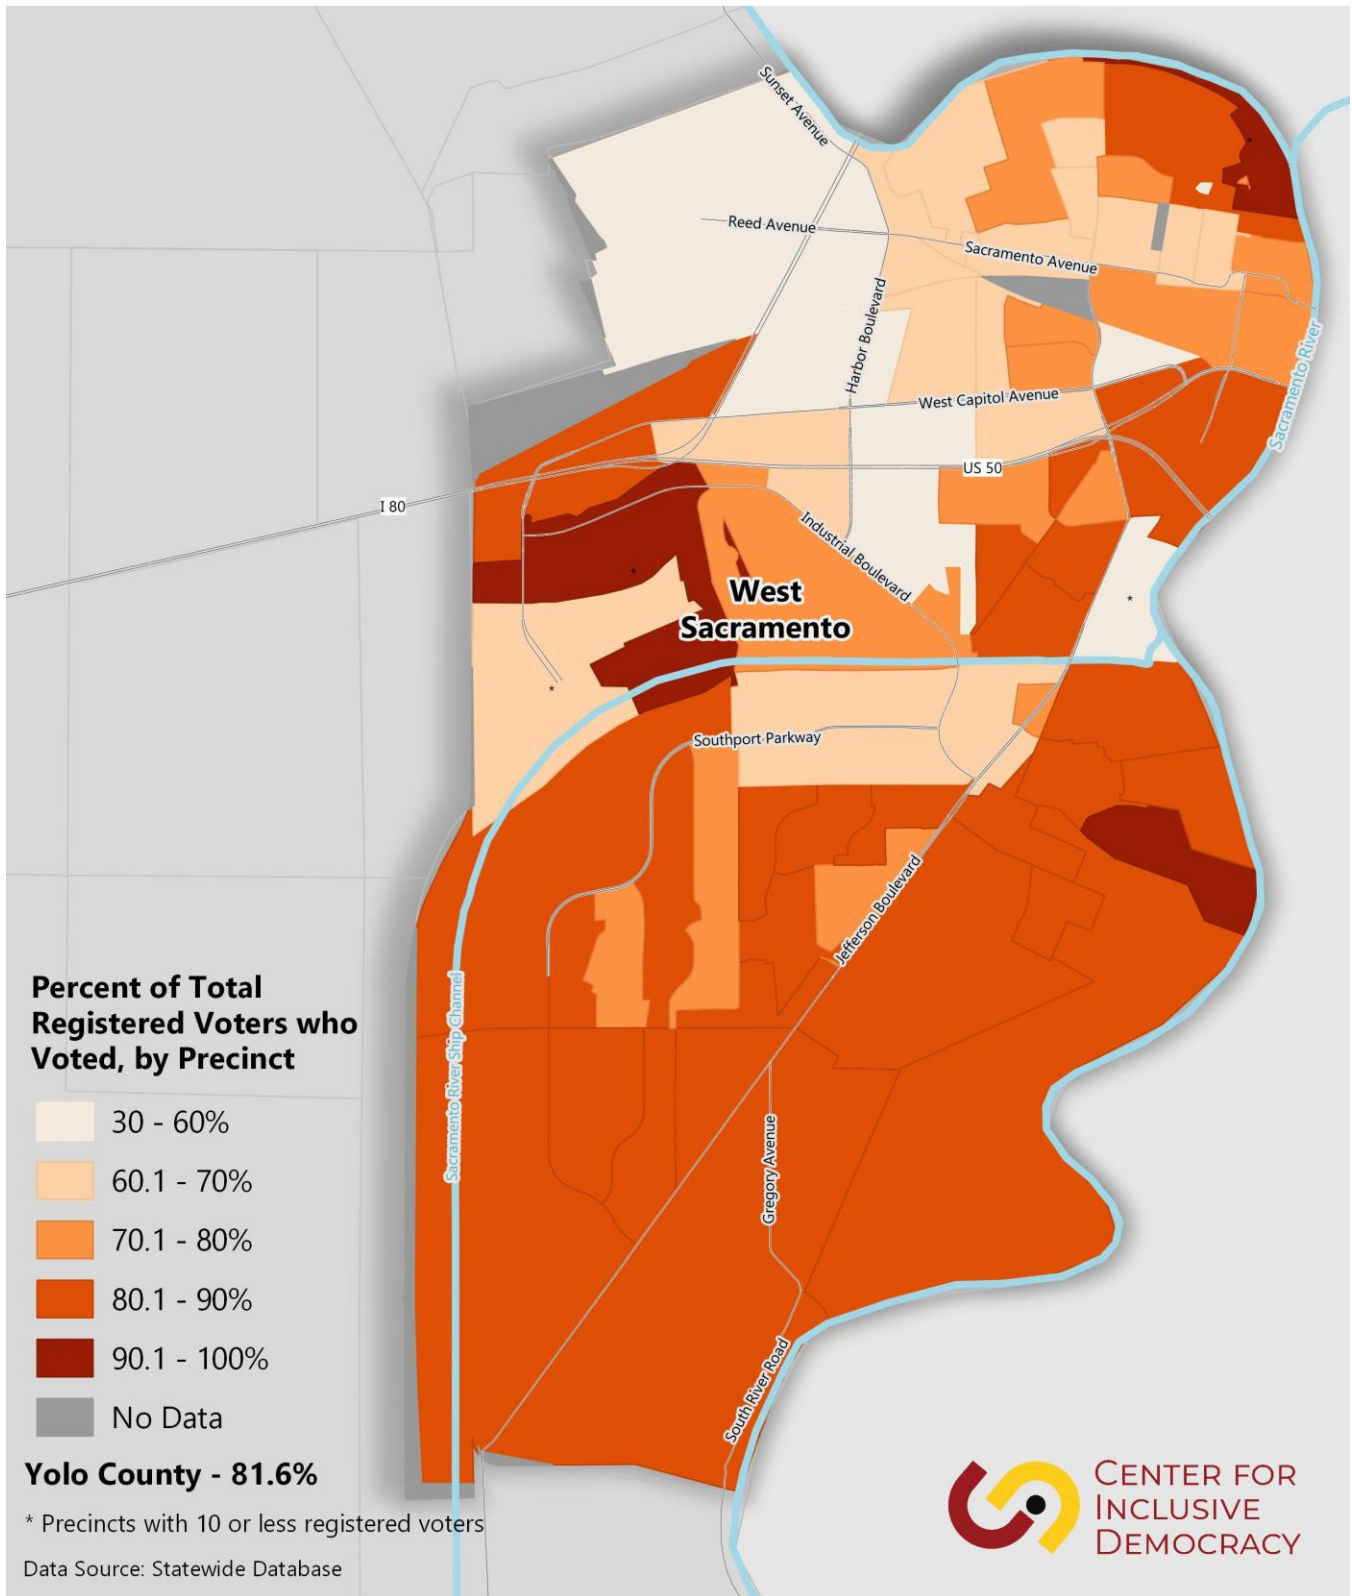 Sunset Avenue
Reed Avenue
Sacramento Avenue
Harbor Boulevard
Sacramento River
West Capitol Avenue
US 50
I 80
Industrial Boulevard
*
*
*
*
West
Sacramento
Southport Parkway
Jefferson Boulevard
Sacramento River Ship Channel
Gregory Avenue
South River Road
Percent of Total
Registered Voters who
Voted, by Precinct
30 - 60%
60.1 - 70%
70.1 - 80%
80.1 - 90%
90.1 - 100%
No Data
Yolo County - 81.6%
* Precincts with 10 or less registered voters
Data Source: Statewide Database
CENTER FOR
INCLUSIVE
DEMOCRACY